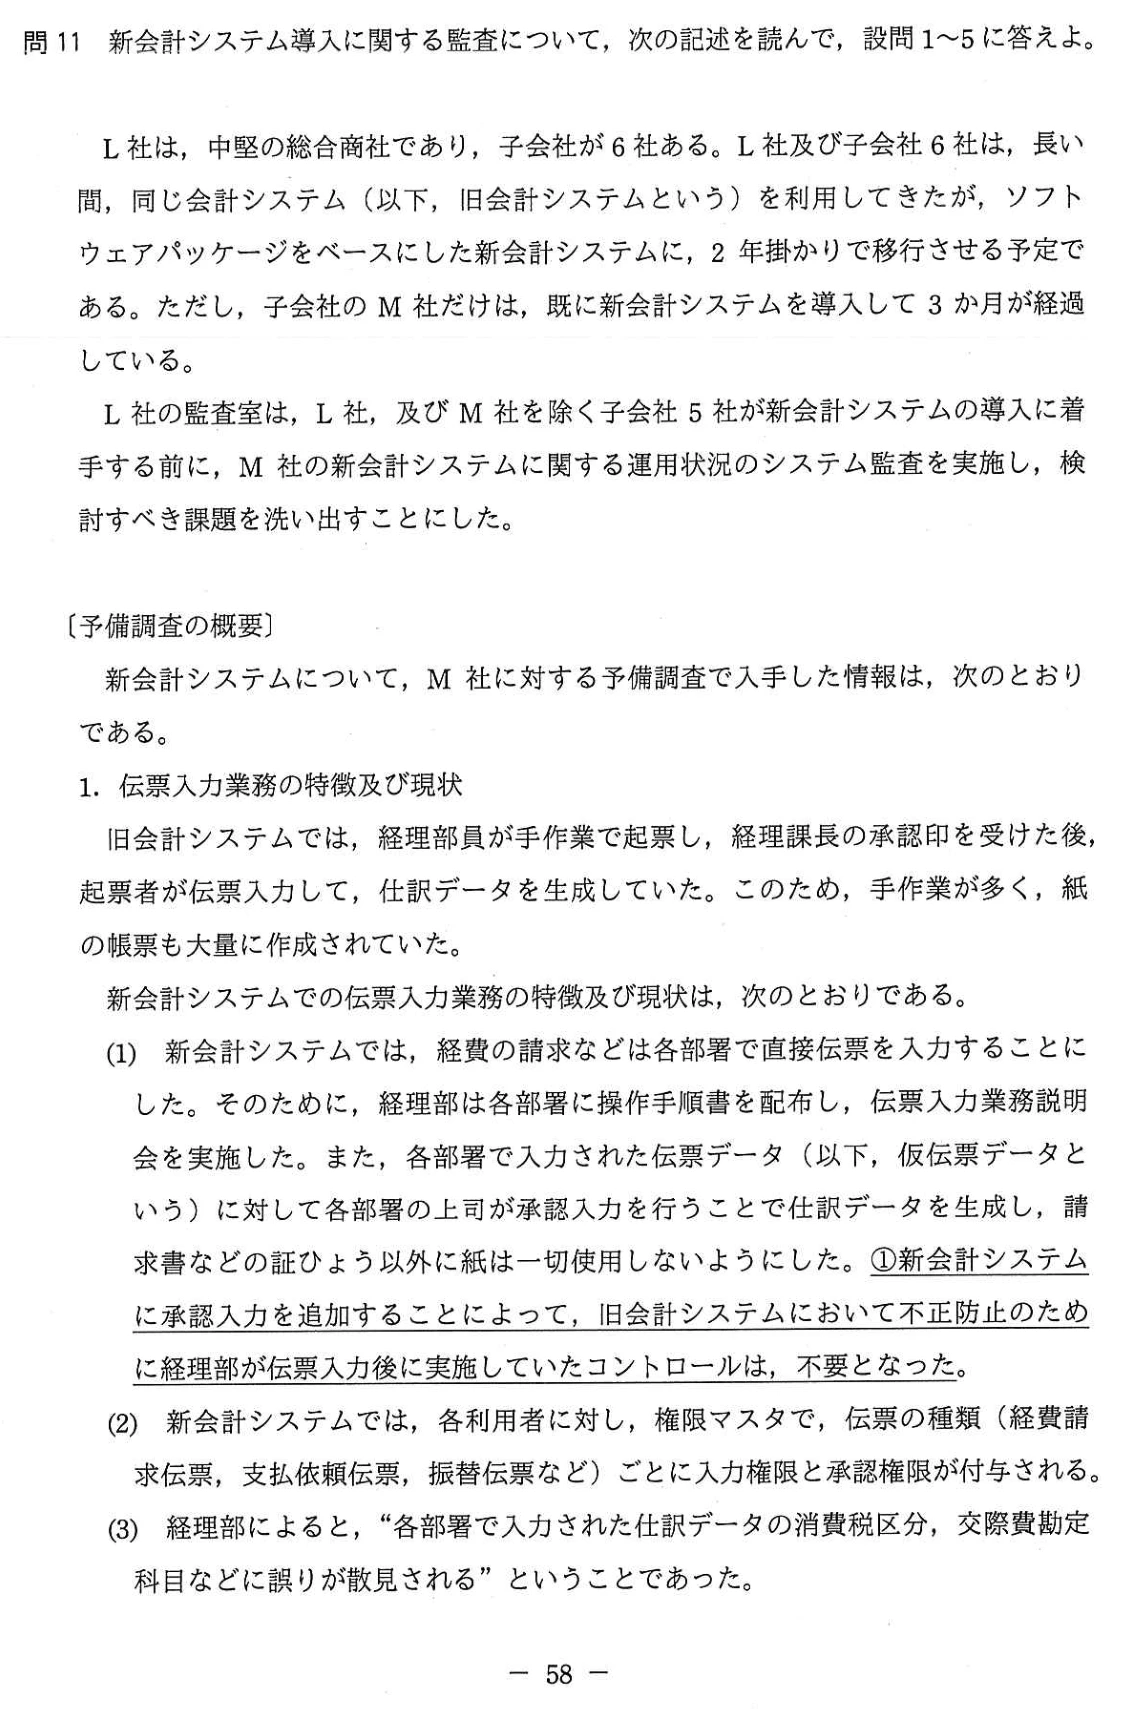 問11 新会計システム導入に関する監査について，次の記述を読んで，設問1～5に答えよ。
L社は，中堅の総合商社であり，子会社が6社ある。L社及び子会社6社は，長い
間，同じ会計システム（以下，旧会計システムという）を利用してきたが，ソフト
ウェアパッケージをベースにした新会計システムに，2年掛かりで移行させる予定で
ある。ただし，子会社のM社だけは，既に新会計システムを導入して3か月が経過
している。
L社の監査室は，L社，及びM社を除く子会社5社が新会計システムの導入に着
手する前に，M社の新会計システムに関する運用状況のシステム監査を実施し，検
討すべき課題を洗い出すことにした。
〔予備調査の概要〕
新会計システムについて，M社に対する予備調査で入手した情報は，次のとおり
である。
1. 伝票入力業務の特徴及び現状
旧会計システムでは，経理部員が手作業で起票し，経理課長の承認印を受けた後，
起票者が伝票入力して，仕訳データを生成していた。このため，手作業が多く，紙
の帳票も大量に作成されていた。
新会計システムでの伝票入力業務の特徴及び現状は，次のとおりである。
(1) 新会計システムでは，経費の請求などは各部署で直接伝票を入力することに
した。そのために，経理部は各部署に操作手順書を配布し，伝票入力業務説明
会を実施した。また，各部署で入力された伝票データ（以下，仮伝票データと
いう）に対して各部署の上司が承認入力を行うことで仕訳データを生成し，請
求書などの証ひょう以外に紙は一切使用しないようにした。①新会計システム
に承認入力を追加することによって，旧会計システムにおいて不正防止のため
に経理部が伝票入力後に実施していたコントロールは，不要となった。
(2) 新会計システムでは，各利用者に対し，権限マスタで，伝票の種類（経費請
求伝票，支払依頼伝票，振替伝票など）ごとに入力権限と承認権限が付与される。
(3) 経理部によると，“各部署で入力された仕訳データの消費税区分，交際費勘定
科目などに誤りが散見される”ということであった。
－ 58 －